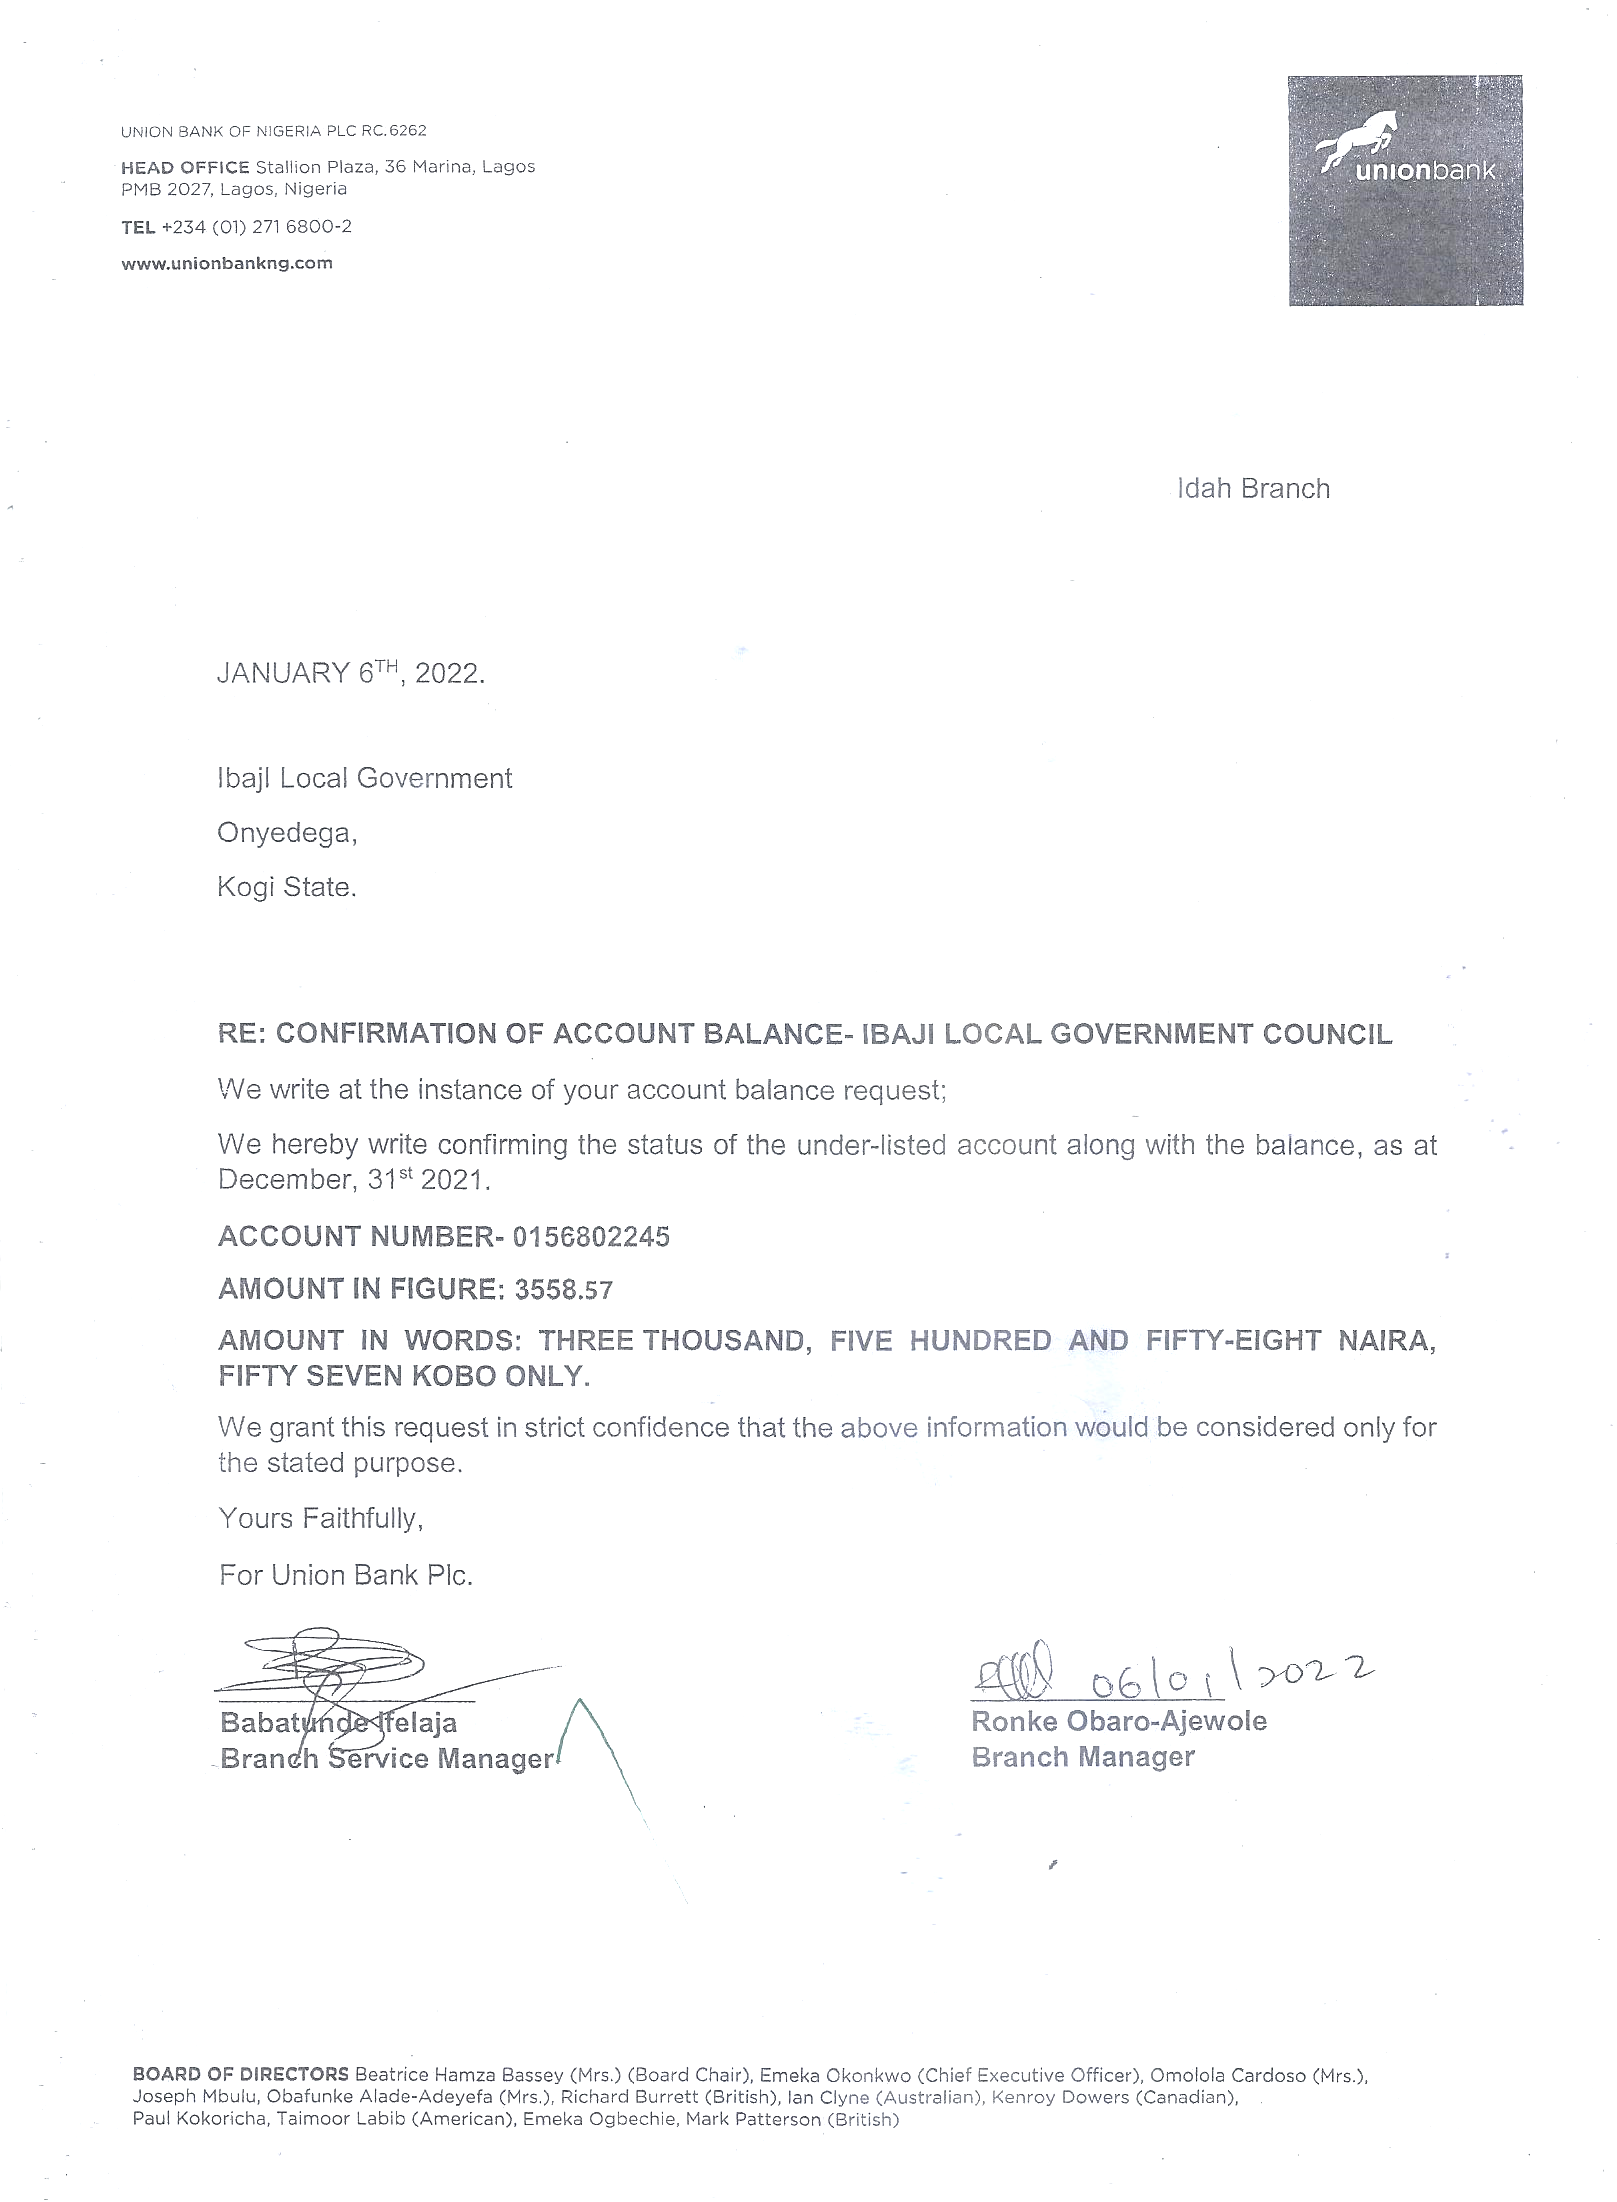 UNION BANK OF NIGERIA PLC RC.6262
HEAD OFFICE Stallion Plaza, 36 Marina, Lagos
PMB 2027, Lagos, Nigeria
TEL +234 (01) 271 6800-2
www.unionbankng.com
unionbank
Idah Branch
JANUARY 6TH, 2022.
Ibajl Local Government
Onyedega,
Kogi State.
RE: CONFIRMATION OF ACCOUNT BALANCE- IBAJI LOCAL GOVERNMENT COUNCIL
We write at the instance of your account balance request;
We hereby write confirming the status of the under-listed account along with the balance, as at
December, 31st 2021.
ACCOUNT NUMBER- 0156802245
AMOUNT IN FIGURE: 3558.57
AMOUNT IN WORDS: THREE THOUSAND, FIVE HUNDRED AND FIFTY-EIGHT NAIRA,
FIFTY SEVEN KOBO ONLY.
We grant this request in strict confidence that the above information would be considered only for
the stated purpose.
Yours Faithfully,
For Union Bank Plc.
06/01/2022
Babatunde Ifelaja
Branch Service Manager
Ronke Obaro-Ajewole
Branch Manager
BOARD OF DIRECTORS Beatrice Hamza Bassey (Mrs.) (Board Chair), Emeka Okonkwo (Chief Executive Officer), Omolola Cardoso (Mrs.),
Joseph Mbulu, Obafunke Alade-Adeyefa (Mrs.), Richard Burrett (British), Ian Clyne (Australian), Kenroy Dowers (Canadian),
Paul Kokoricha, Taimoor Labib (American), Emeka Ogbechie, Mark Patterson (British)